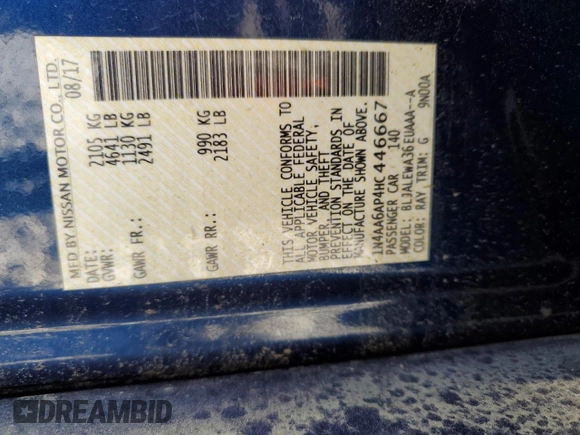 MFD BY NISSAN MOTOR CO., LTD.
DATE: 08/17
GVWR: 2105 KG
4641 LB
GAWR FR.: 1130 KG
2491 LB
GAWR RR.: 990 KG
2183 LB
THIS VEHICLE CONFORMS TO
ALL APPLICABLE FEDERAL
MOTOR VEHICLE SAFETY,
BUMPER, AND THEFT
PREVENTION STANDARDS IN
EFFECT ON THE DATE OF
MANUFACTURE SHOWN ABOVE.
1N4AA6AP4HC446667
PASSENGER CAR 140
MODEL: BLJALEWA36EUAAA--A
COLOR: RAY TRIM: G 9N00A
DREAMBID